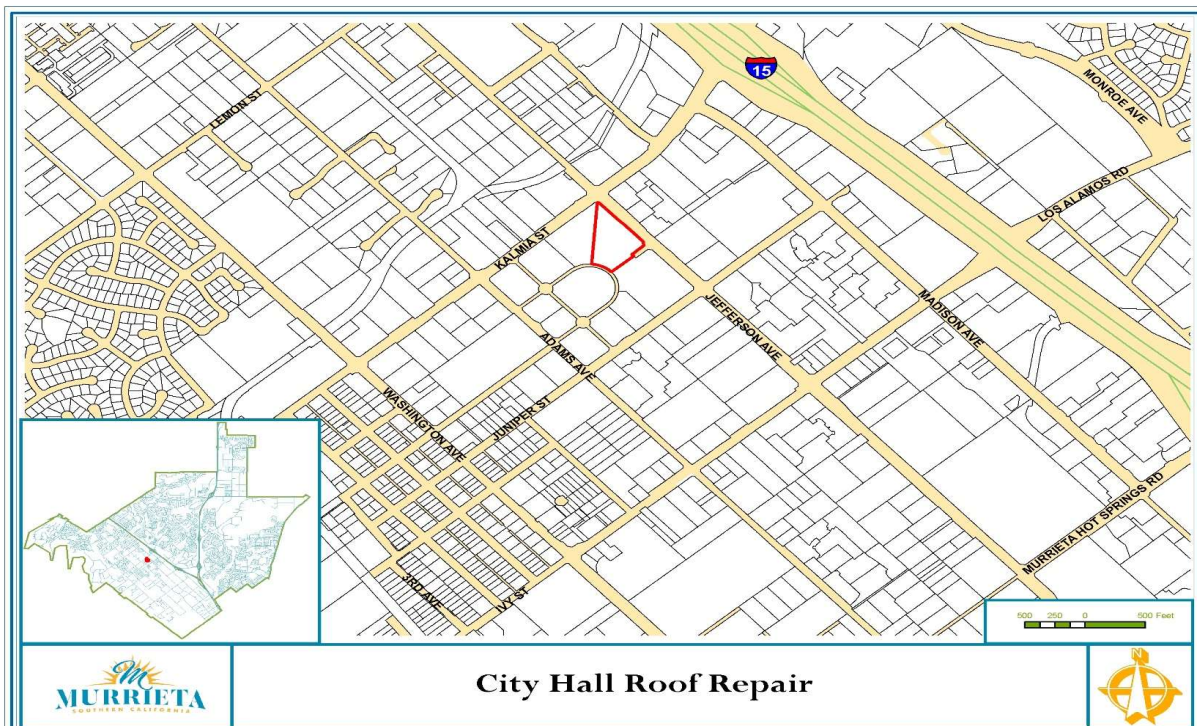 15
MONROE AVE
LEMON ST
LOS ALAMOS RD
KALMIA ST
JEFFERSON AVE
MADISON AVE
ADAMS AVE
WASHINGTON AVE
JUNIPER ST
MURRIETA HOT SPRINGS RD
3RD AVE
IVY ST
500 250 0 500 Feet
M
MURRIETA
SOUTHERN CALIFORNIA
City Hall Roof Repair
N